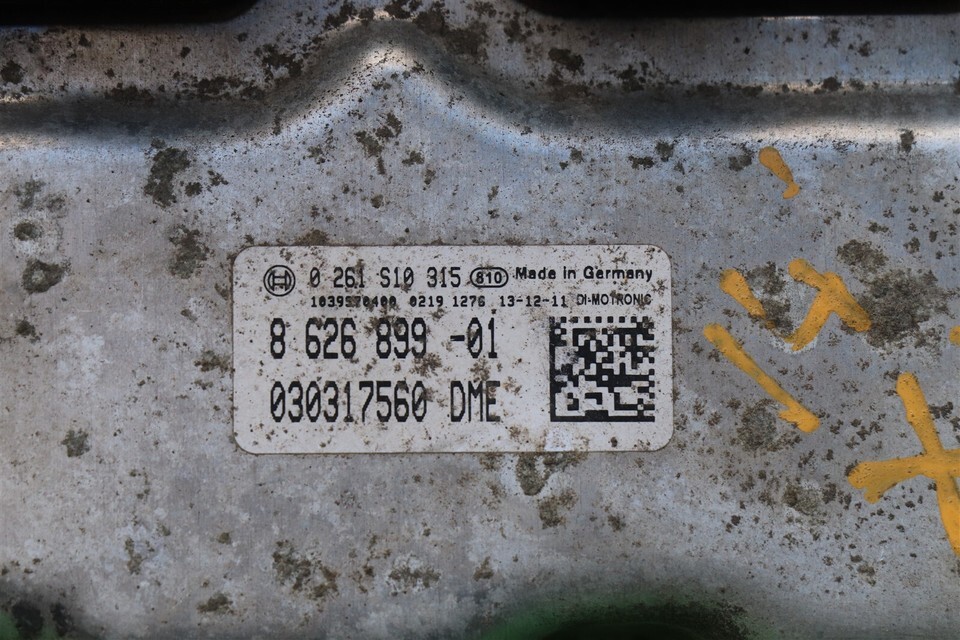 0 261 S10 315 810 Made in Germany
1039S70400 0219 1276 13-12-11 DI-MOTRONIC
8 626 899 -01
030317560 DME